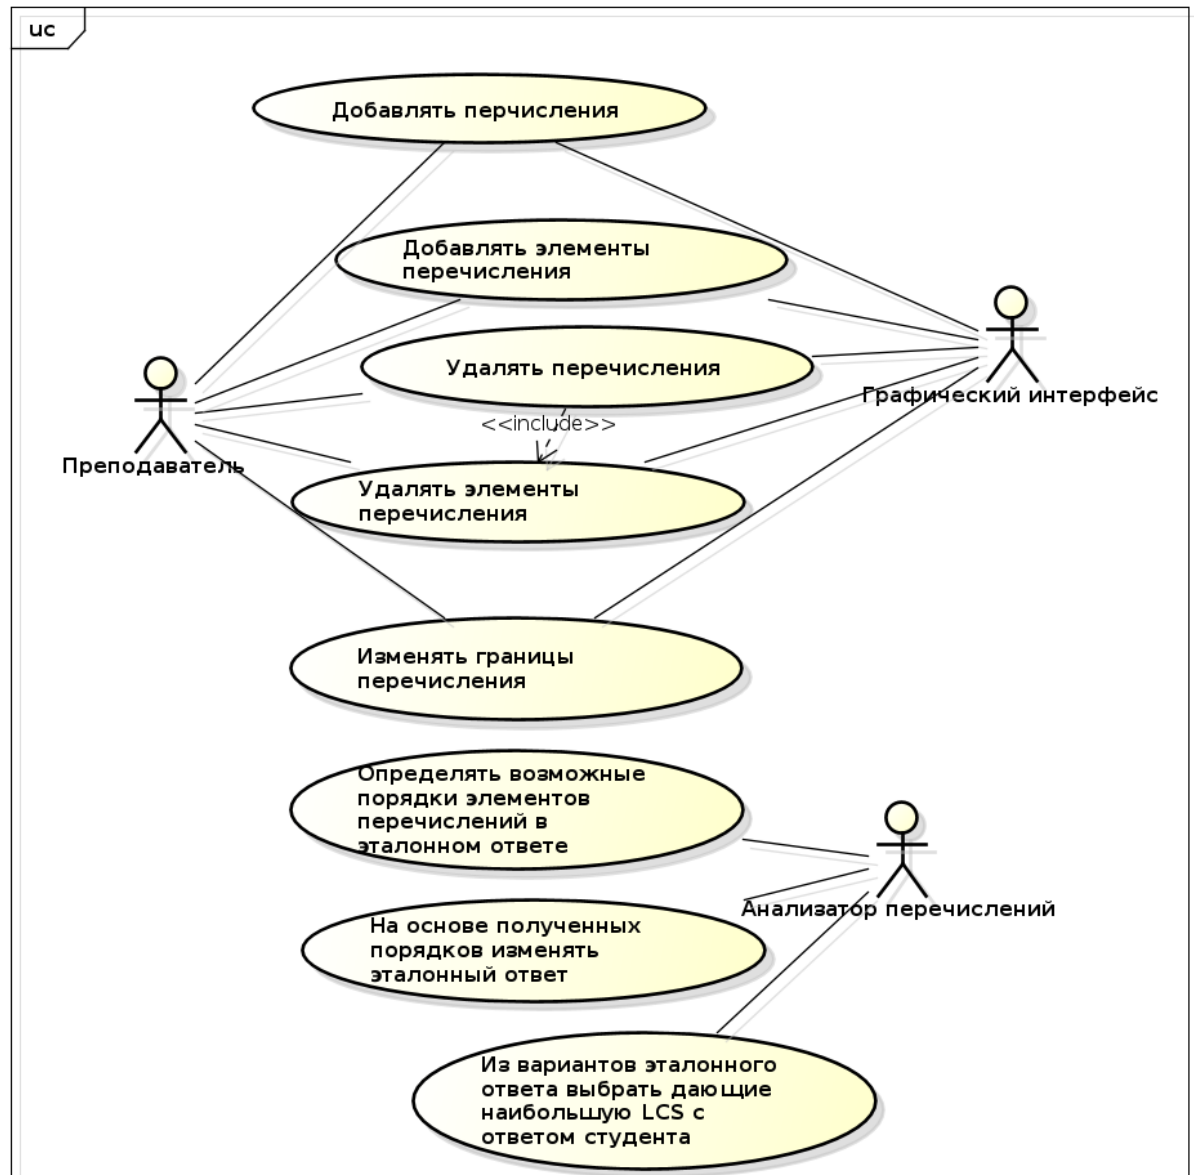 uc
Добавлять перчисления
Добавлять элементы
перечисления
Удалять перечисления
Графический интерфейс
<<include>>
Преподаватель
Удалять элементы
перечисления
Изменять границы
перечисления
Определять возможные
порядки элементов
перечислений в
эталонном ответе
Анализатор перечислений
На основе полученных
порядков изменять
эталонный ответ
Из вариантов эталонного
ответа выбрать дающие
наибольшую LCS с
ответом студента